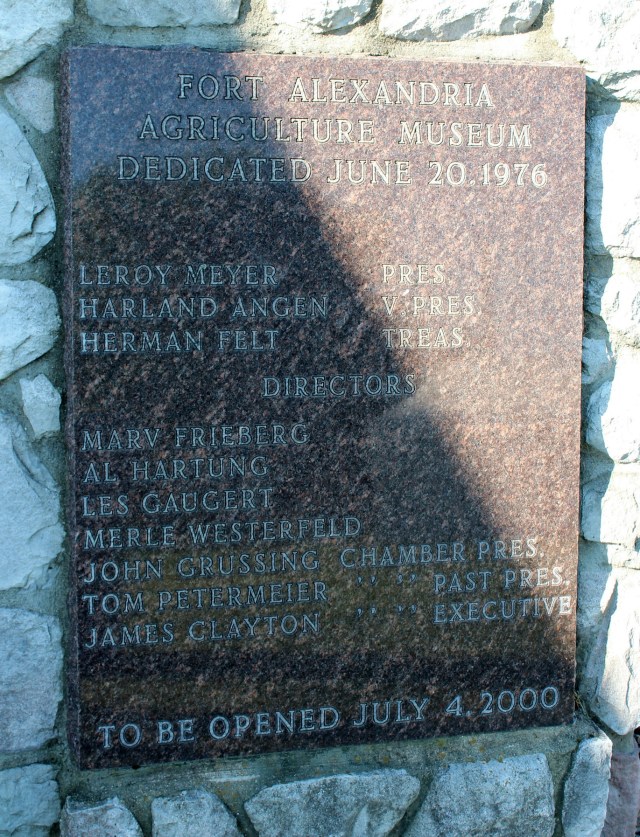 FORT ALEXANDRIA
AGRICULTURE MUSEUM
DEDICATED JUNE 20. 1976
LEROY MEYER PRES.
HARLAND ANGEN V. PRES.
HERMAN FELT TREAS.
DIRECTORS
MARV FRIEBERG
AL HARTUNG
LES GAUGERT
MERLE WESTERFELD
JOHN GRUSSING CHAMBER PRES.
TOM PETERMEIER " " PAST PRES.
JAMES CLAYTON " " EXECUTIVE
TO BE OPENED JULY 4. 2000